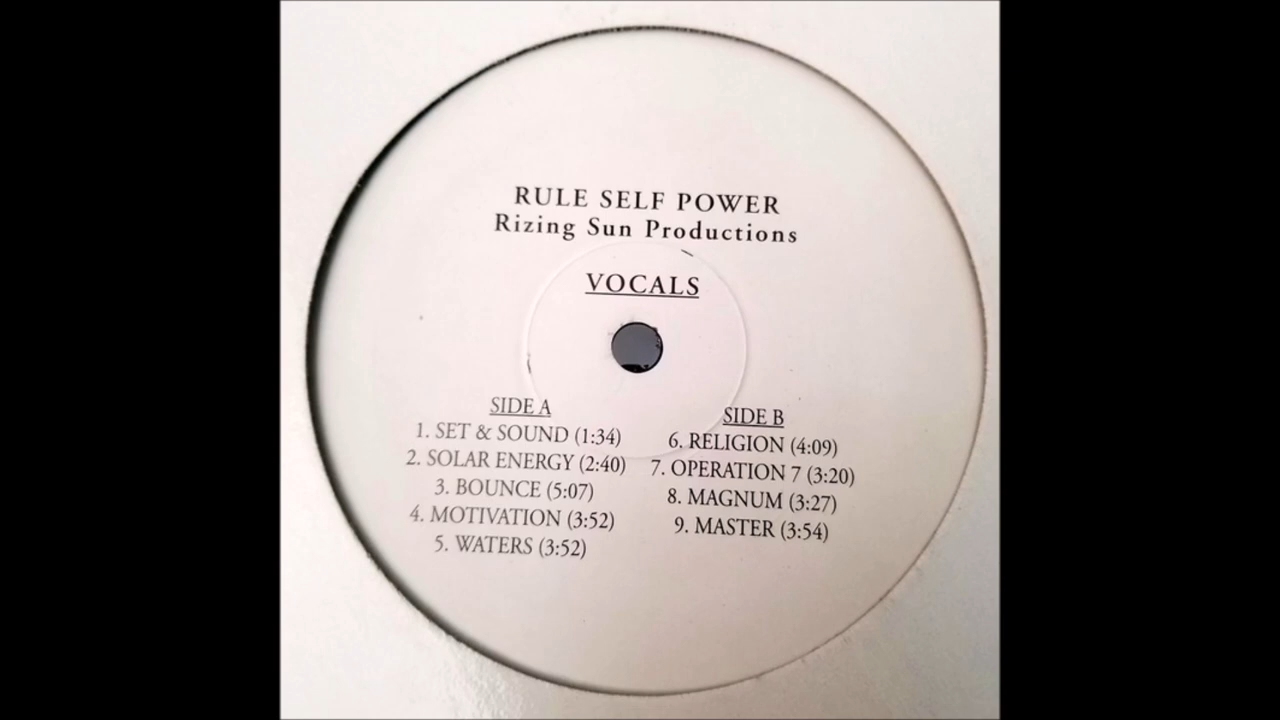 RULE SELF POWER
Rizing Sun Productions
VOCALS
SIDE A
1. SET & SOUND (1:34)
2. SOLAR ENERGY (2:40)
3. BOUNCE (5:07)
4. MOTIVATION (3:52)
5. WATERS (3:52)
SIDE B
6. RELIGION (4:09)
7. OPERATION 7 (3:20)
8. MAGNUM (3:27)
9. MASTER (3:54)